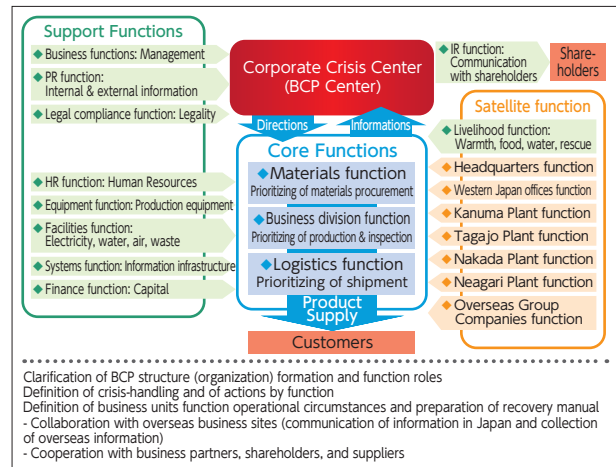 Support Functions
◆Business functions: Management
◆PR function:
Internal & external information
◆Legal compliance function: Legality
◆HR function: Human Resources
◆Equipment function: Production equipment
◆Facilities function:
Electricity, water, air, waste
◆Systems function: Information infrastructure
◆Finance function: Capital
Corporate Crisis Center
(BCP Center)
Directions
Informations
Core Functions
◆Materials function
Prioritizing of materials procurement
◆Business division function
Prioritizing of production & inspection
◆Logistics function
Prioritizing of shipment
Product
Supply
Customers
◆IR function:
Communication
with shareholders
Share-
holders
Satellite function
◆Livelihood function:
Warmth, food, water, rescue
◆Headquarters function
◆Western Japan offices function
◆Kanuma Plant function
◆Tagajo Plant function
◆Nakada Plant function
◆Neagari Plant function
◆Overseas Group
Companies function
Clarification of BCP structure (organization) formation and function roles
Definition of crisis-handling and of actions by function
Definition of business units function operational circumstances and preparation of recovery manual
- Collaboration with overseas business sites (communication of information in Japan and collection
of overseas information)
- Cooperation with business partners, shareholders, and suppliers